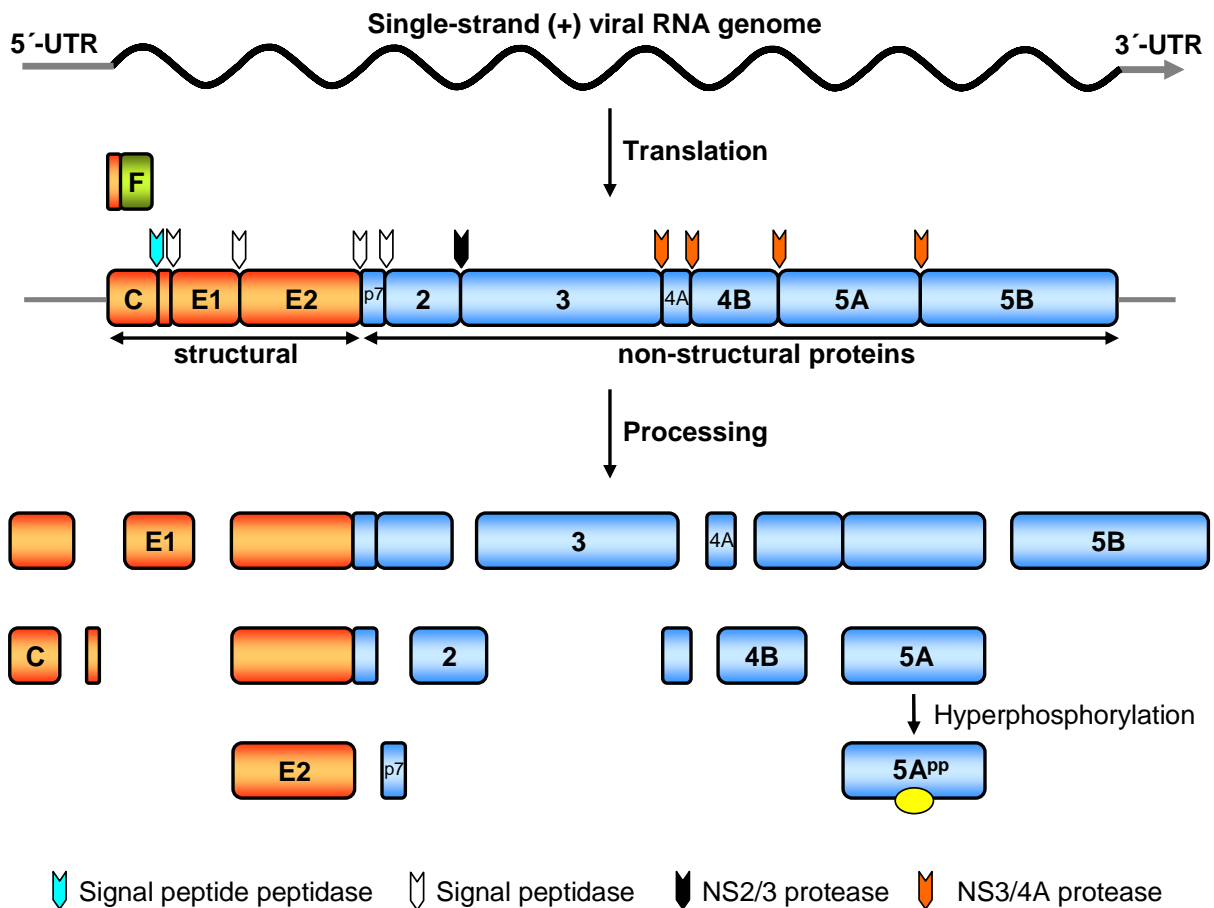 Single-strand (+) viral RNA genome
5´-UTR 3´-UTR
Translation
F
C E1 E2 p7 2 3 4A 4B 5A 5B
structural non-structural proteins
Processing
E1 3 4A 5B
C 2 4B 5A
Hyperphosphorylation
E2 p7 5App
Signal peptide peptidase Signal peptidase NS2/3 protease NS3/4A protease